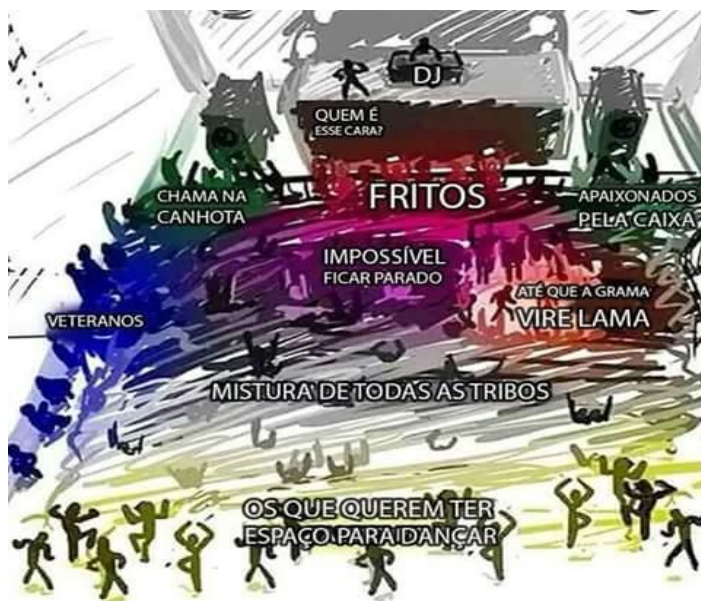 DJ
QUEM É
ESSE CARA?
CHAMA NA
CANHOTA
FRITOS
APAIXONADOS
PELA CAIXA
IMPOSSÍVEL
FICAR PARADO
VETERANOS
ATÉ QUE A GRAMA
VIRE LAMA
MISTURA DE TODAS AS TRIBOS
OS QUE QUEREM TER
ESPAÇO PARA DANÇAR